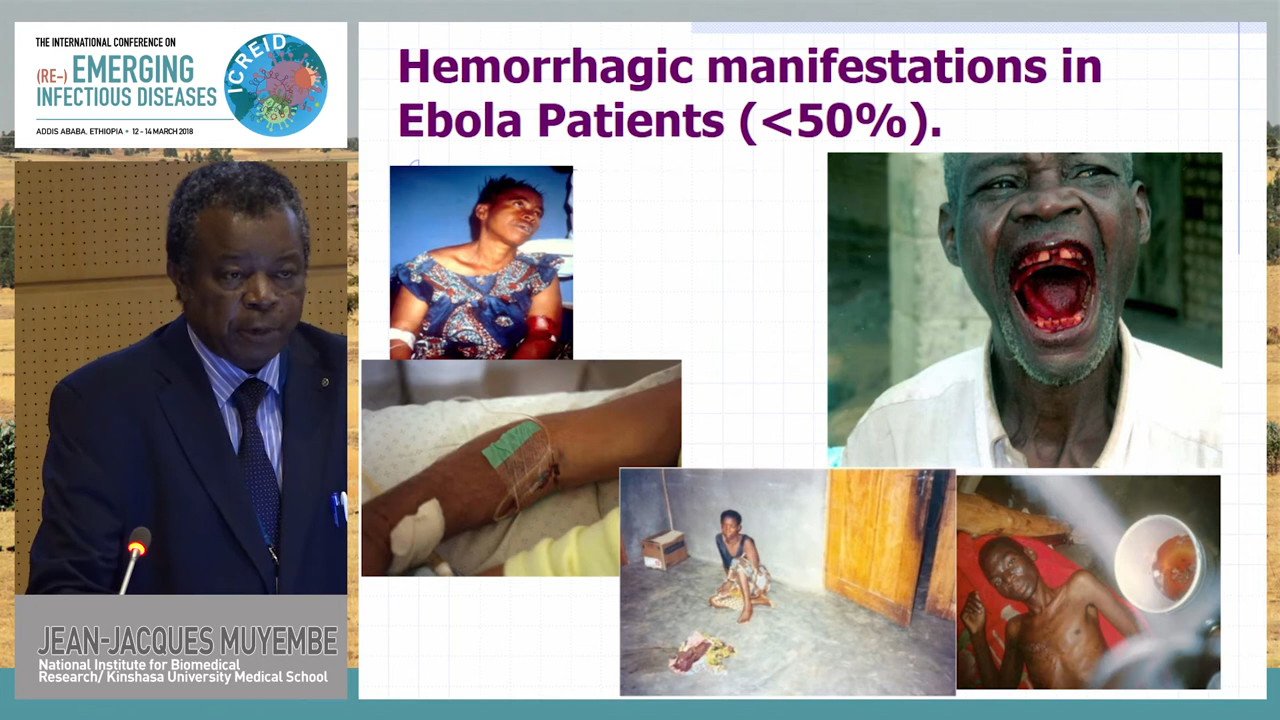 THE INTERNATIONAL CONFERENCE ON
(RE-) EMERGING
INFECTIOUS DISEASES
ADDIS ABABA, ETHIOPIA • 12 - 14 MARCH 2018
ICREID
Hemorrhagic manifestations in
Ebola Patients (<50%).
JEAN-JACQUES MUYEMBE
National Institute for Biomedical
Research/ Kinshasa University Medical School